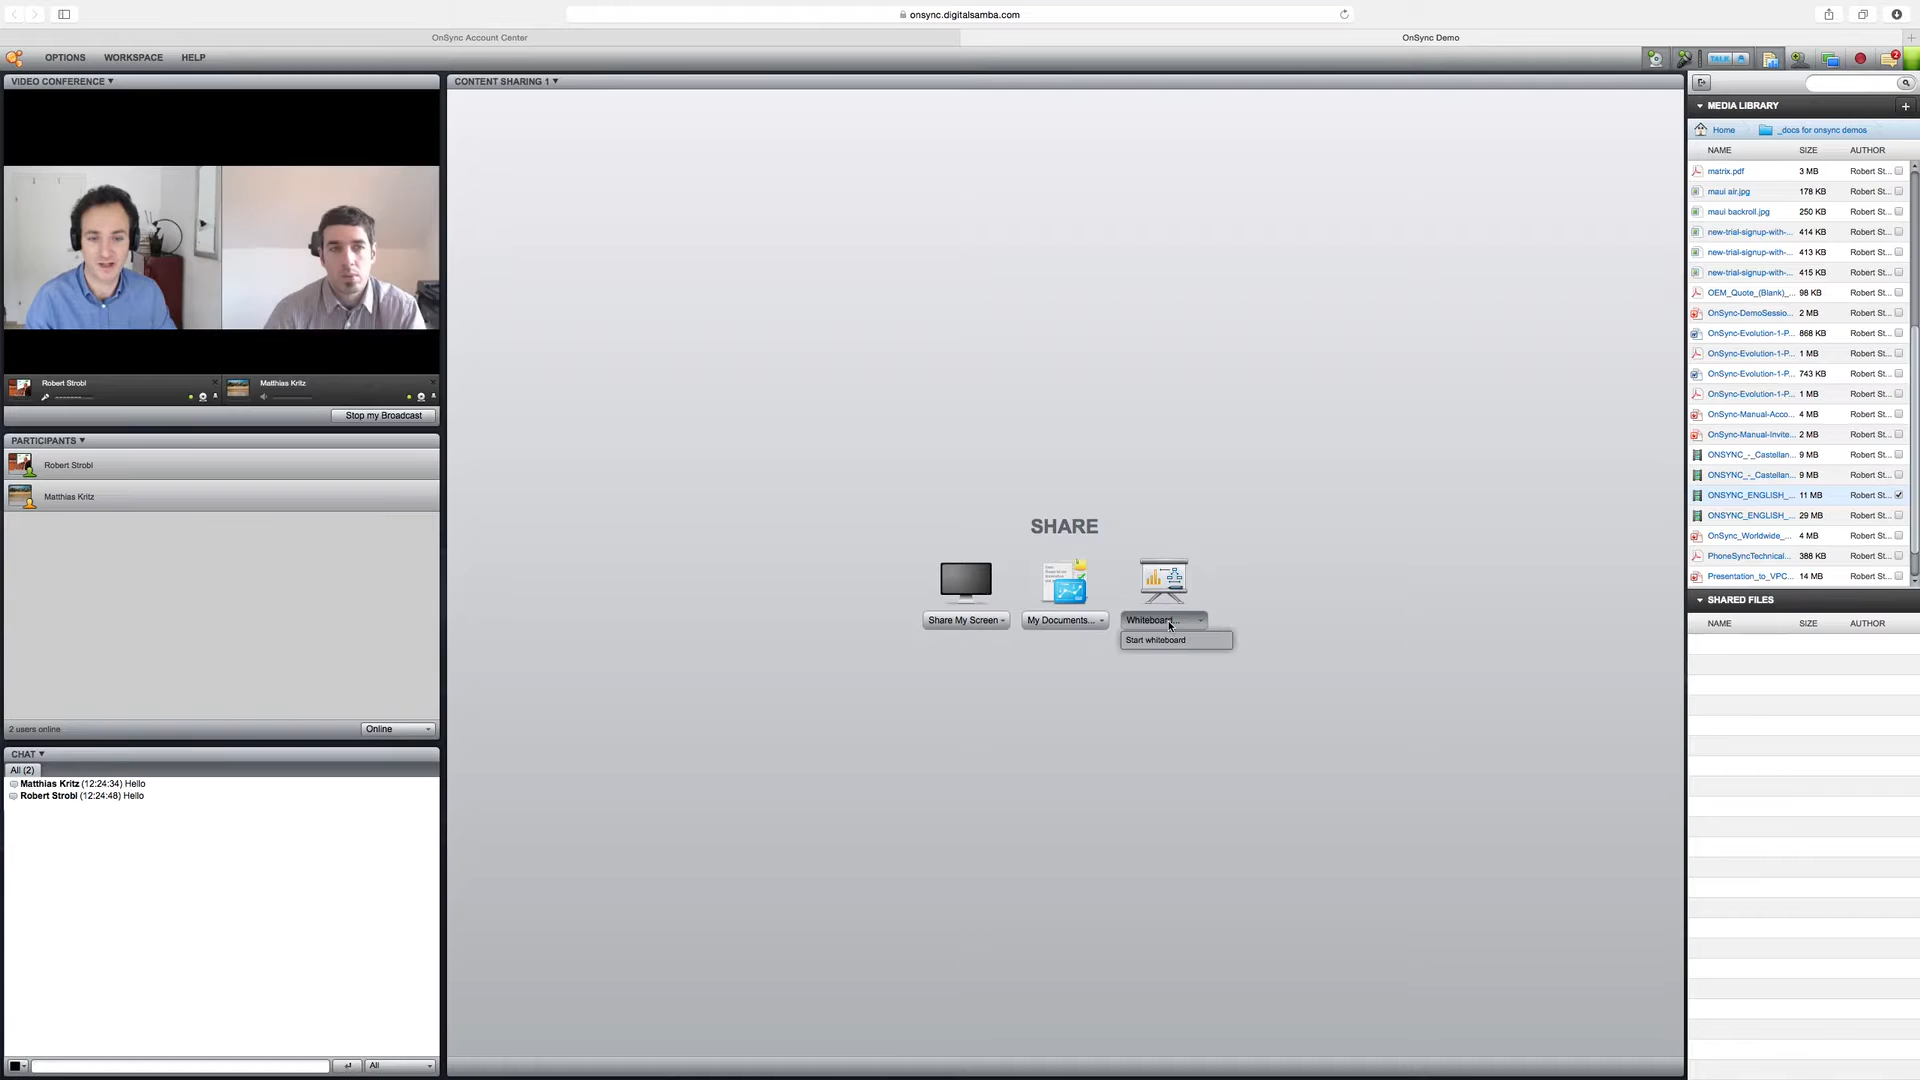 onsync.digitalsamba.com
OnSync Account Center
OnSync Demo
OPTIONS WORKSPACE HELP
TALK
2
VIDEO CONFERENCE
Robert Strobl
Matthias Kritz
Stop my Broadcast
PARTICIPANTS
Robert Strobl
Matthias Kritz
2 users online
Online
CHAT
All (2)
Matthias Kritz (12:24:34) Hello
Robert Strobl (12:24:48) Hello
All
CONTENT SHARING 1
SHARE
Share My Screen
My Documents...
Whiteboard...
Start whiteboard
MEDIA LIBRARY
Home
_docs for onsync demos
NAME SIZE AUTHOR
matrix.pdf 3 MB Robert St...
maui air.jpg 178 KB Robert St...
maui backroll.jpg 250 KB Robert St...
new-trial-signup-with-... 414 KB Robert St...
new-trial-signup-with-... 413 KB Robert St...
new-trial-signup-with-... 415 KB Robert St...
OEM_Quote_(Blank)_... 98 KB Robert St...
OnSync-DemoSessio... 2 MB Robert St...
OnSync-Evolution-1-P... 868 KB Robert St...
OnSync-Evolution-1-P... 1 MB Robert St...
OnSync-Evolution-1-P... 743 KB Robert St...
OnSync-Evolution-1-P... 1 MB Robert St...
OnSync-Manual-Acco... 4 MB Robert St...
OnSync-Manual-Invite... 2 MB Robert St...
ONSYNC_-_Castellan... 9 MB Robert St...
ONSYNC_-_Castellan... 9 MB Robert St...
ONSYNC_ENGLISH_... 11 MB Robert St...
ONSYNC_ENGLISH_... 29 MB Robert St...
OnSync_Worldwide_... 4 MB Robert St...
PhoneSyncTechnical... 388 KB Robert St...
Presentation_to_VPC... 14 MB Robert St...
SHARED FILES
NAME SIZE AUTHOR